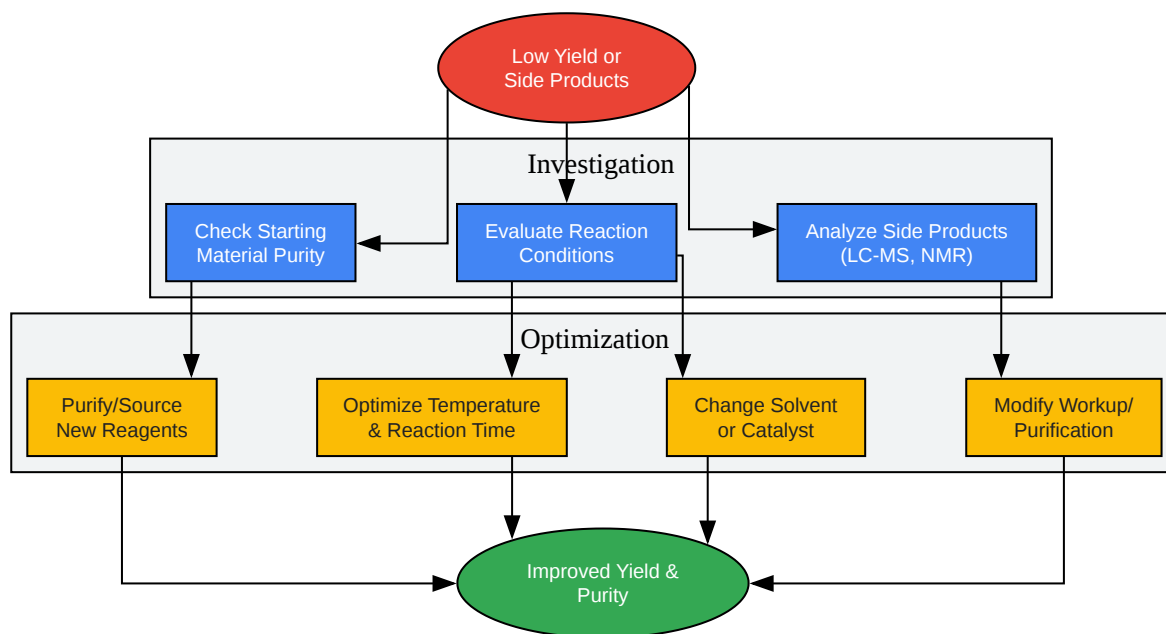 Low Yield or
Side Products
Investigation
Check Starting
Material Purity
Evaluate Reaction
Conditions
Analyze Side Products
(LC-MS, NMR)
Optimization
Purify/Source
New Reagents
Optimize Temperature
& Reaction Time
Change Solvent
or Catalyst
Modify Workup/
Purification
Improved Yield &
Purity